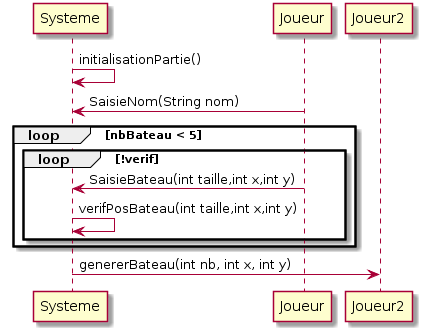 Systeme Joueur Joueur2
initialisationPartie()
SaisieNom(String nom)
loop [nbBateau < 5]
loop [!verif]
SaisieBateau(int taille,int x,int y)
verifPosBateau(int taille,int x,int y)
genererBateau(int nb, int x, int y)
Systeme Joueur Joueur2